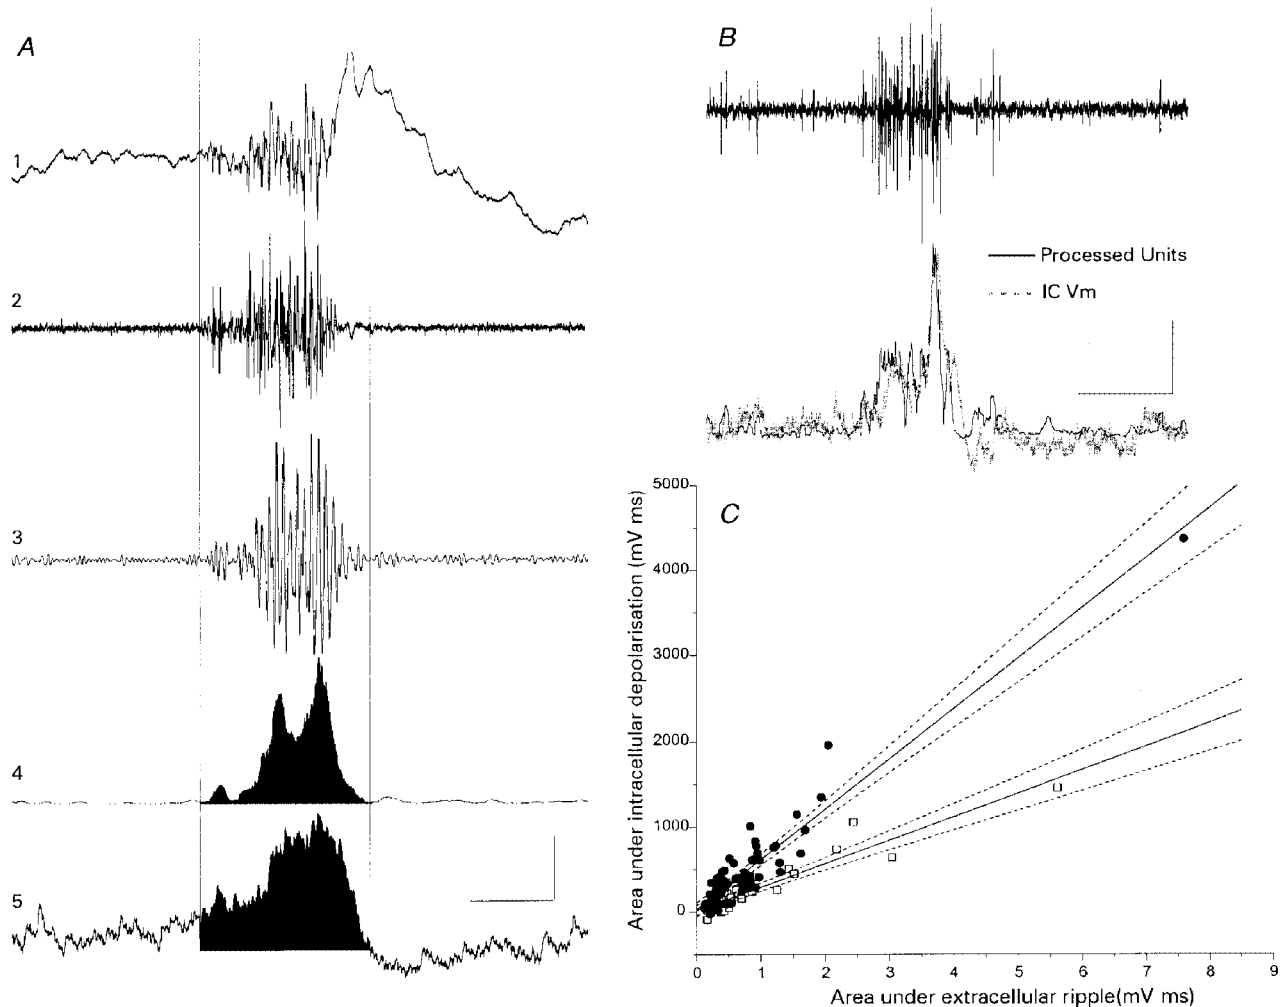 A
1
2
3
4
5
B
Processed Units
IC Vm
C
Area under intracellular depolarisation (mV ms)
5000
4000
3000
2000
1000
0
0 1 2 3 4 5 6 7 8 9
Area under extracellular ripple(mV ms)